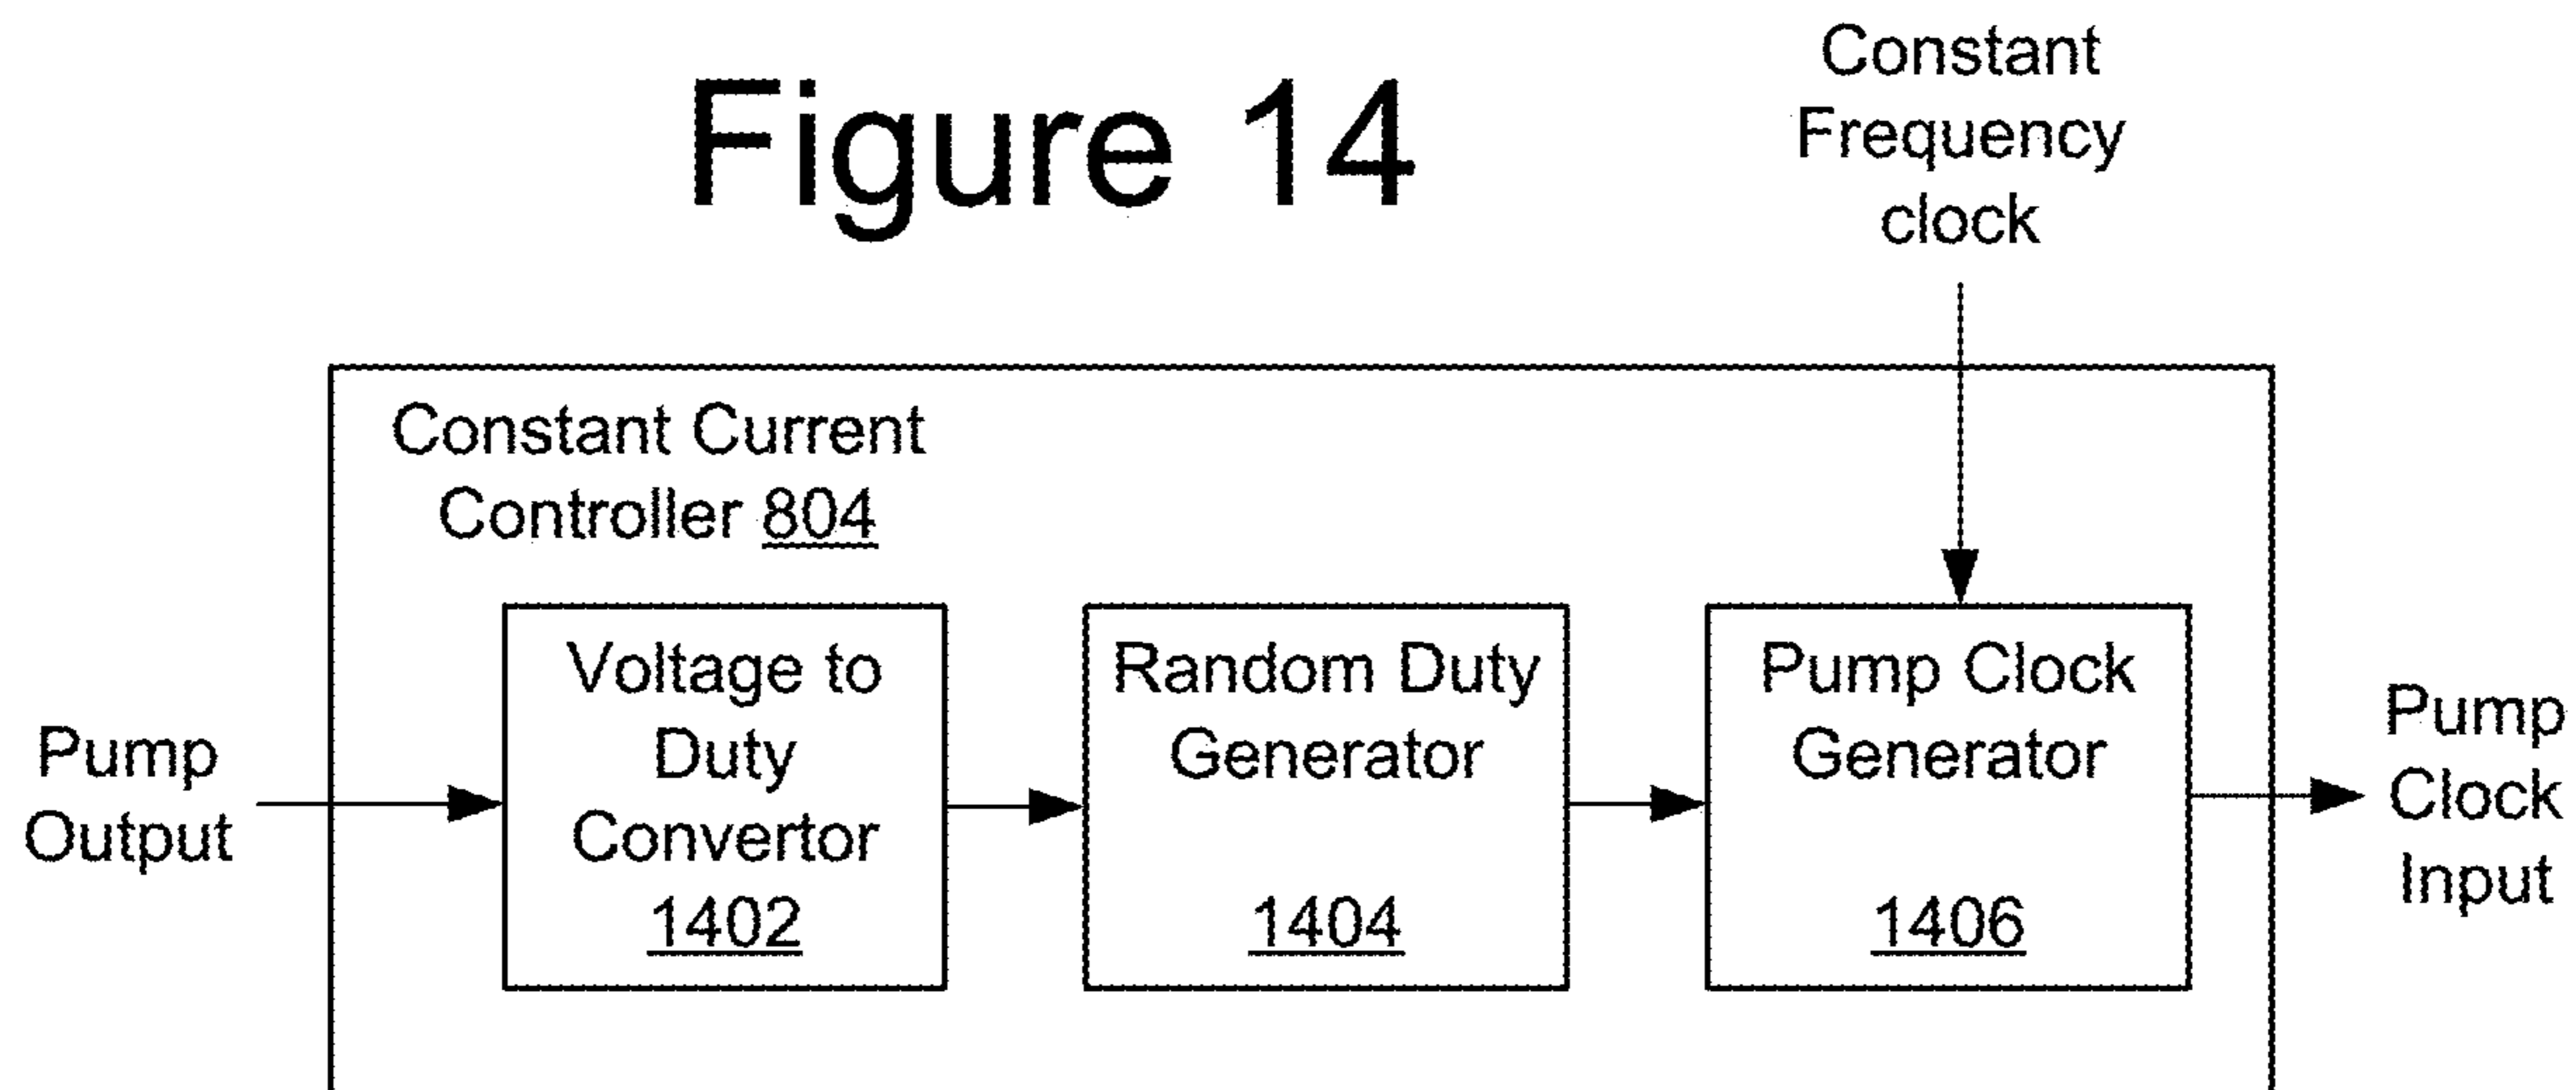 Figure 14
Constant
Frequency
clock
Constant Current
Controller 804
Pump
Output
Voltage to
Duty
Convertor
1402
Random Duty
Generator
1404
Pump Clock
Generator
1406
Pump
Clock
Input